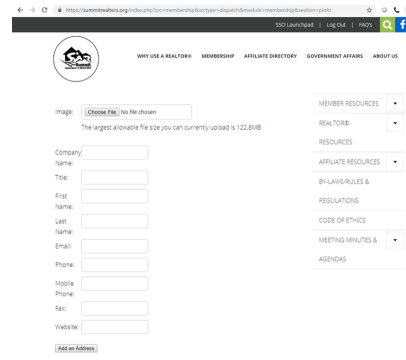 https://summitrealtors.org/index.php?src=membership&srctype=dispatch&module=membership&section=pinfo
SSO Launchpad | Log Out | FAQ'S
Summit
WHY USE A REALTOR® MEMBERSHIP AFFILIATE DIRECTORY GOVERNMENT AFFAIRS ABOUT US
Image: Choose File No file chosen
The largest allowable file size you can currently upload is 122.8MB
Company
Name:
Title:
First
Name:
Last
Name:
Email:
Phone:
Mobile
Phone:
Fax:
Website:
Add an Address
MEMBER RESOURCES
REALTOR®
RESOURCES
AFFILIATE RESOURCES
BY-LAWS/RULES &
REGULATIONS
CODE OF ETHICS
MEETING MINUTES &
AGENDAS